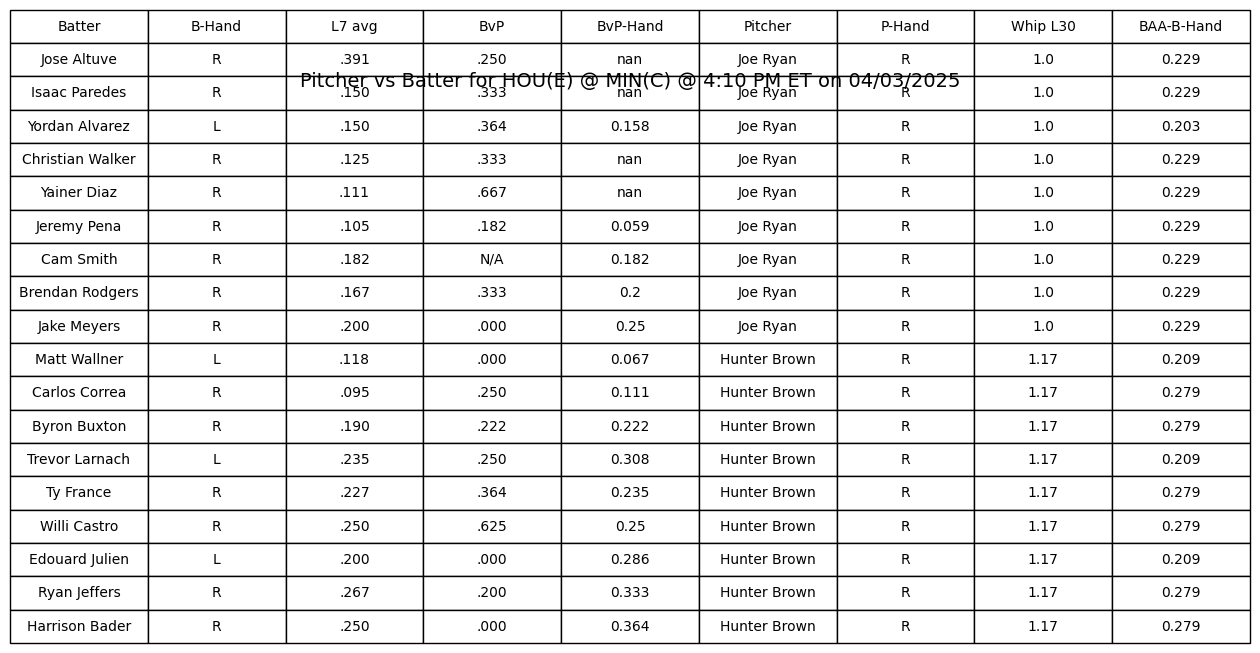 Batter B-Hand L7 avg BvP BvP-Hand Pitcher P-Hand Whip L30 BAA-B-Hand
Jose Altuve R .391 .250 nan Joe Ryan R 1.0 0.229
Pitcher vs Batter for HOU(E) @ MIN(C) @ 4:10 PM ET on 04/03/2025
Isaac Paredes R .150 .333 nan Joe Ryan R 1.0 0.229
Yordan Alvarez L .150 .364 0.158 Joe Ryan R 1.0 0.203
Christian Walker R .125 .333 nan Joe Ryan R 1.0 0.229
Yainer Diaz R .111 .667 nan Joe Ryan R 1.0 0.229
Jeremy Pena R .105 .182 0.059 Joe Ryan R 1.0 0.229
Cam Smith R .182 N/A 0.182 Joe Ryan R 1.0 0.229
Brendan Rodgers R .167 .333 0.2 Joe Ryan R 1.0 0.229
Jake Meyers R .200 .000 0.25 Joe Ryan R 1.0 0.229
Matt Wallner L .118 .000 0.067 Hunter Brown R 1.17 0.209
Carlos Correa R .095 .250 0.111 Hunter Brown R 1.17 0.279
Byron Buxton R .190 .222 0.222 Hunter Brown R 1.17 0.279
Trevor Larnach L .235 .250 0.308 Hunter Brown R 1.17 0.209
Ty France R .227 .364 0.235 Hunter Brown R 1.17 0.279
Willi Castro R .250 .625 0.25 Hunter Brown R 1.17 0.279
Edouard Julien L .200 .000 0.286 Hunter Brown R 1.17 0.209
Ryan Jeffers R .267 .200 0.333 Hunter Brown R 1.17 0.279
Harrison Bader R .250 .000 0.364 Hunter Brown R 1.17 0.279